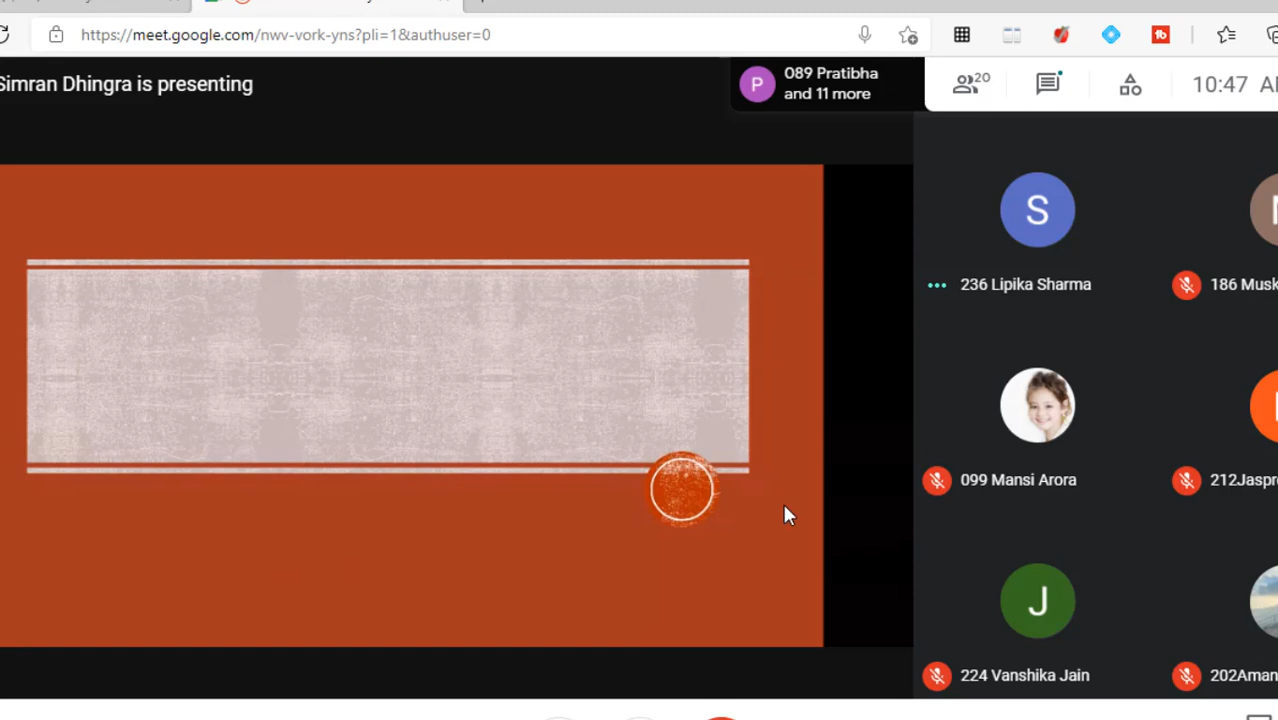 https://meet.google.com/nwv-vork-yns?pli=1&authuser=0
Simran Dhingra is presenting
P
089 Pratibha
and 11 more
20
10:47
S
236 Lipika Sharma
186 Musk
099 Mansi Arora
212Jaspr
J
224 Vanshika Jain
202Aman